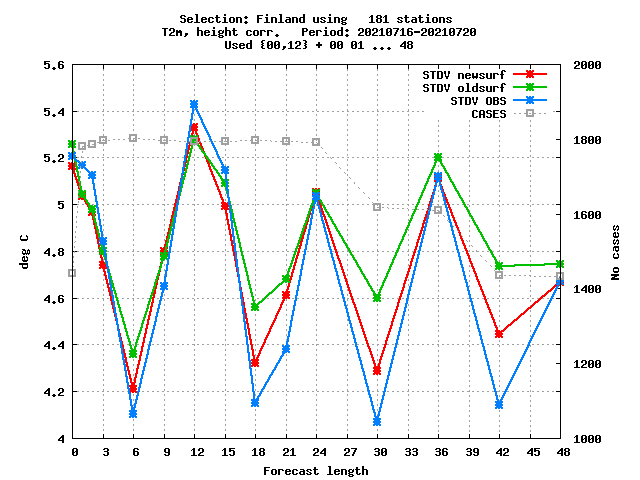 Selection: Finland using 181 stations
T2m, height corr. Period: 20210716-20210720
Used {00,12} + 00 01 ... 48
STDV newsurf
STDV oldsurf
STDV OBS
CASES
5.6
5.4
5.2
5
4.8
4.6
4.4
4.2
4
deg C
2000
1800
1600
1400
1200
1000
No cases
0 3 6 9 12 15 18 21 24 27 30 33 36 39 42 45 48
Forecast length